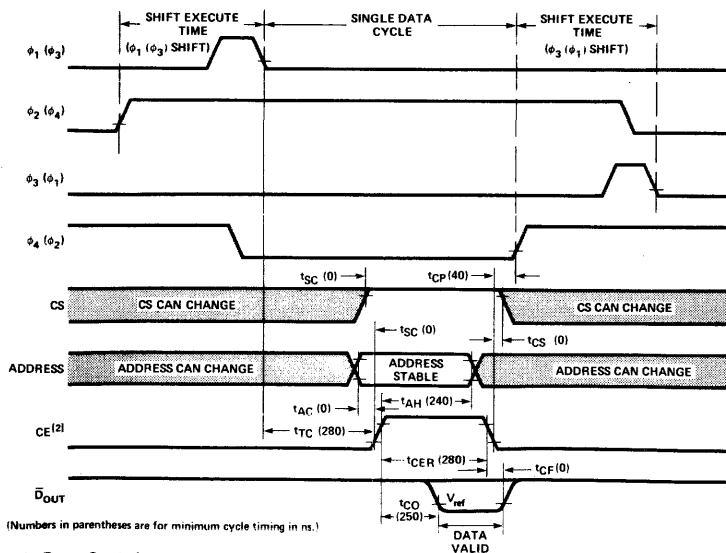 SHIFT EXECUTE TIME (ϕ1 (ϕ3) SHIFT)
SINGLE DATA CYCLE
SHIFT EXECUTE TIME (ϕ3 (ϕ1) SHIFT)
ϕ1 (ϕ3)
ϕ2 (ϕ4)
ϕ3 (ϕ1)
ϕ4 (ϕ2)
tSC (0)
tCP (40)
CS
CS CAN CHANGE
CS CAN CHANGE
tSC (0)
tCS (0)
ADDRESS
ADDRESS CAN CHANGE
ADDRESS STABLE
ADDRESS CAN CHANGE
tAC (0)
tAH (240)
tTC (280)
CE[2]
tCER (280)
tCF (0)
D̅OUT
tCO (250)
Vref
DATA VALID
(Numbers in parentheses are for minimum cycle timing in ns.)